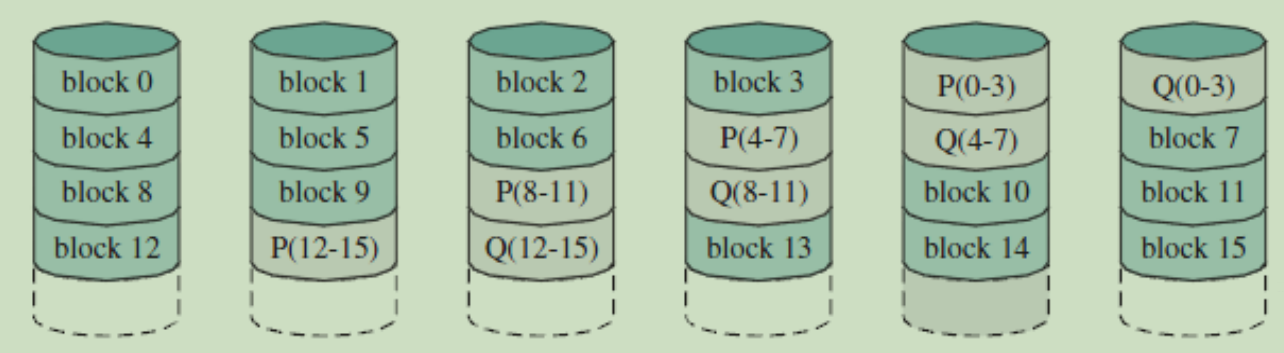 block 0 block 1 block 2 block 3 P(0-3) Q(0-3)
block 4 block 5 block 6 P(4-7) Q(4-7) block 7
block 8 block 9 P(8-11) Q(8-11) block 10 block 11
block 12 P(12-15) Q(12-15) block 13 block 14 block 15